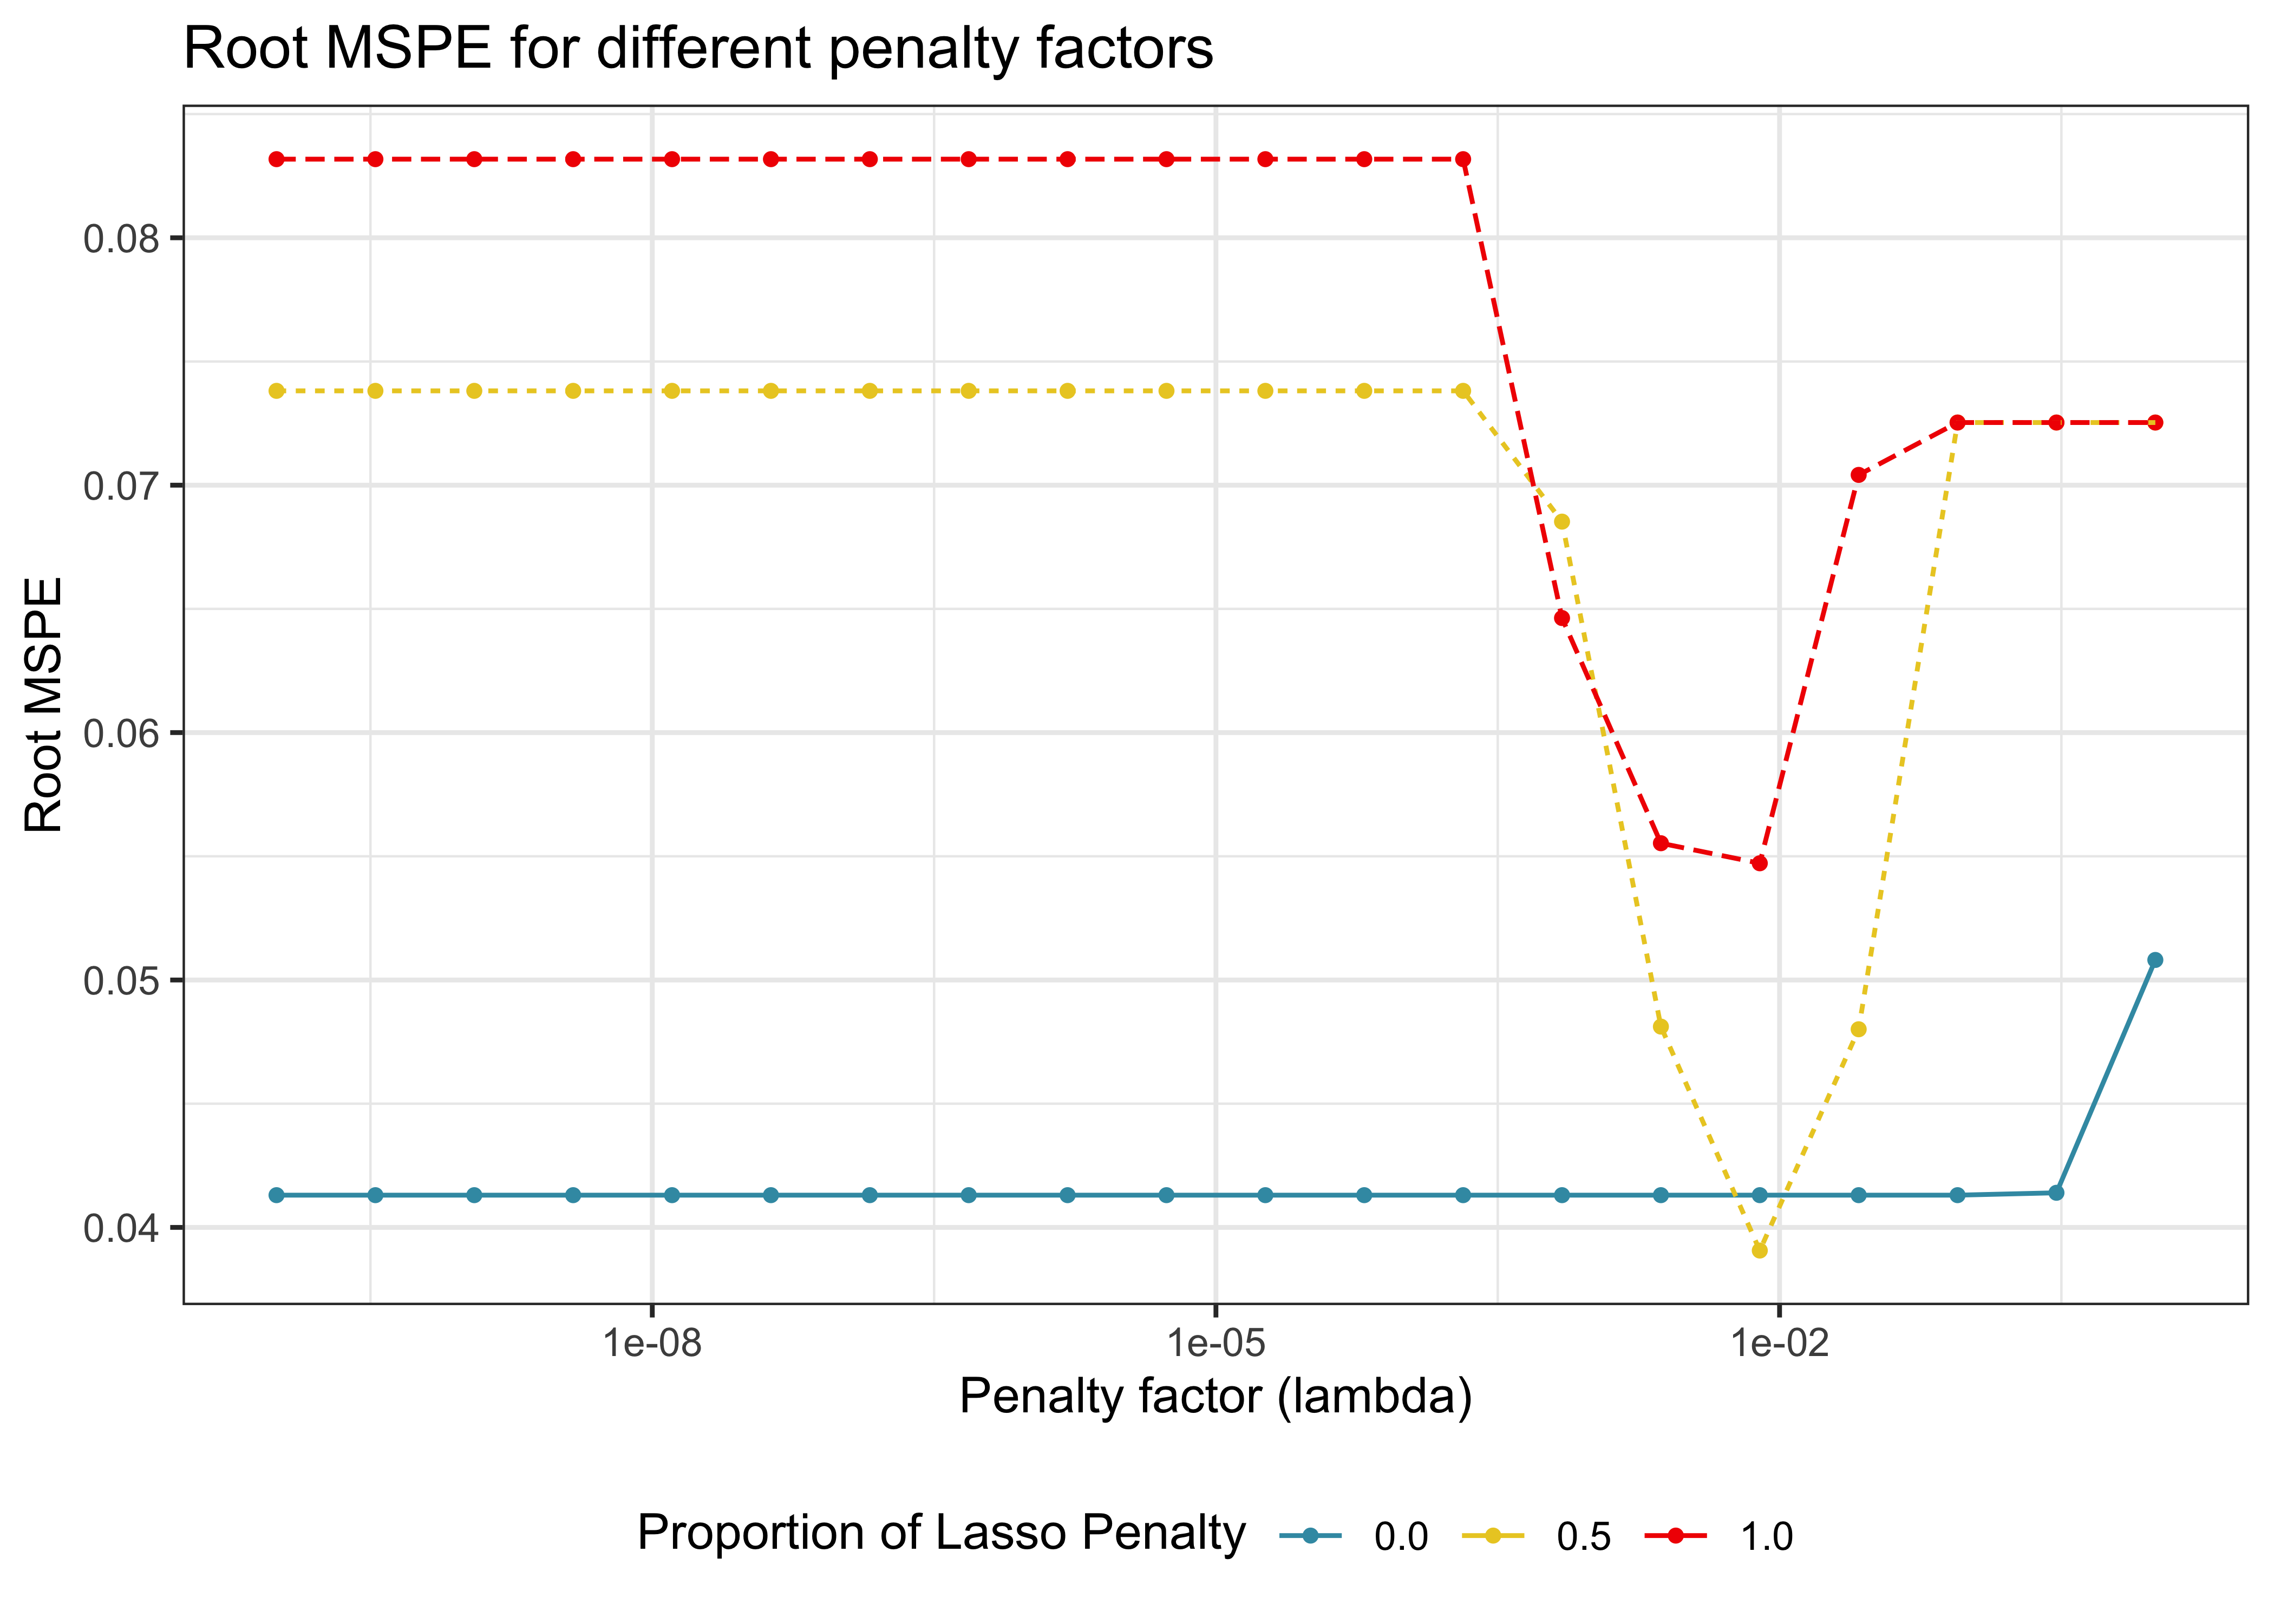 Root MSPE for different penalty factors
Root MSPE
0.08
0.07
0.06
0.05
0.04
1e-08 1e-05 1e-02
Penalty factor (lambda)
Proportion of Lasso Penalty 0.0 0.5 1.0